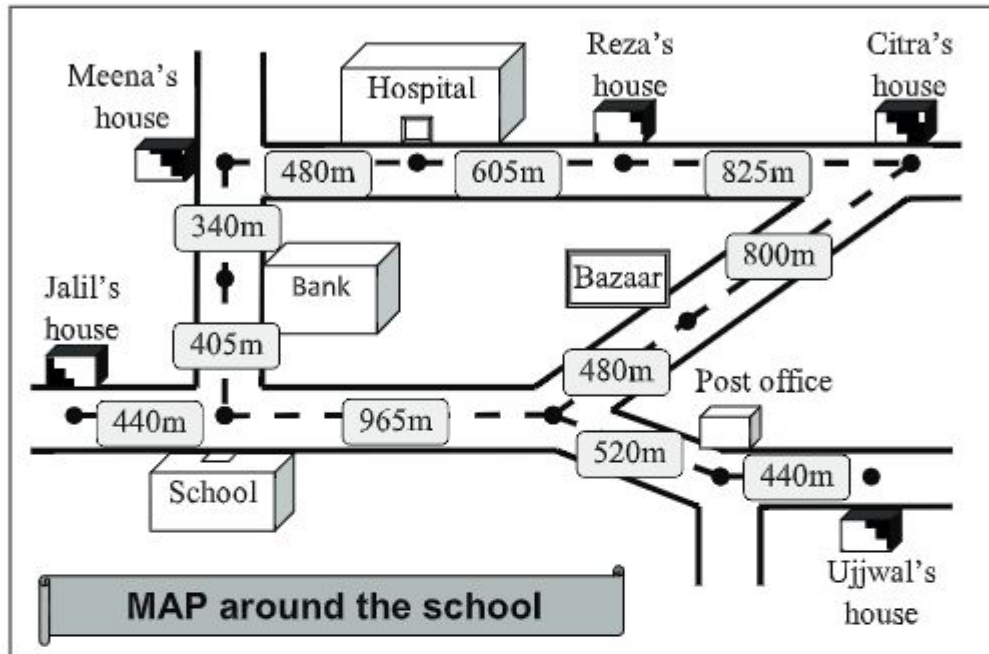 Meena's
house
Hospital
Reza's
house
Citra's
house
480m
605m
825m
340m
800m
Bank
Bazaar
Jalil's
house
405m
480m
Post office
440m
965m
520m
440m
School
Ujjwal's
house
MAP around the school